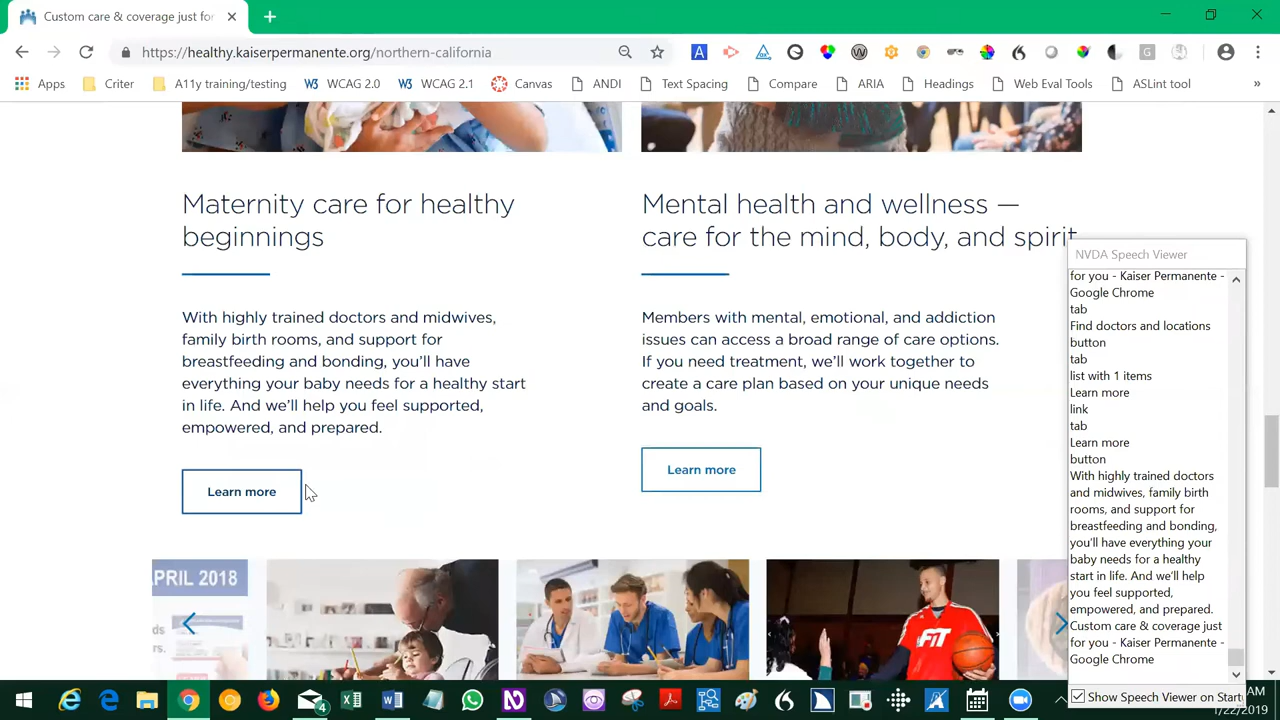 Custom care & coverage just for
https://healthy.kaiserpermanente.org/northern-california
Apps Criter A11y training/testing W3 WCAG 2.0 W3 WCAG 2.1 Canvas ANDI Text Spacing Compare ARIA Headings Web Eval Tools ASLint tool »
Maternity care for healthy
beginnings
With highly trained doctors and midwives,
family birth rooms, and support for
breastfeeding and bonding, you'll have
everything your baby needs for a healthy start
in life. And we'll help you feel supported,
empowered, and prepared.
Learn more
Mental health and wellness —
care for the mind, body, and spirit
Members with mental, emotional, and addiction
issues can access a broad range of care options.
If you need treatment, we'll work together to
create a care plan based on your unique needs
and goals.
Learn more
APRIL 2018
FIT
NVDA Speech Viewer
for you - Kaiser Permanente -
Google Chrome
tab
Find doctors and locations
button
tab
list with 1 items
Learn more
link
tab
Learn more
button
With highly trained doctors
and midwives, family birth
rooms, and support for
breastfeeding and bonding,
you'll have everything your
baby needs for a healthy
start in life. And we'll help
you feel supported,
empowered, and prepared.
Custom care & coverage just
for you - Kaiser Permanente -
Google Chrome
Show Speech Viewer on Start
AM
1/22/2019